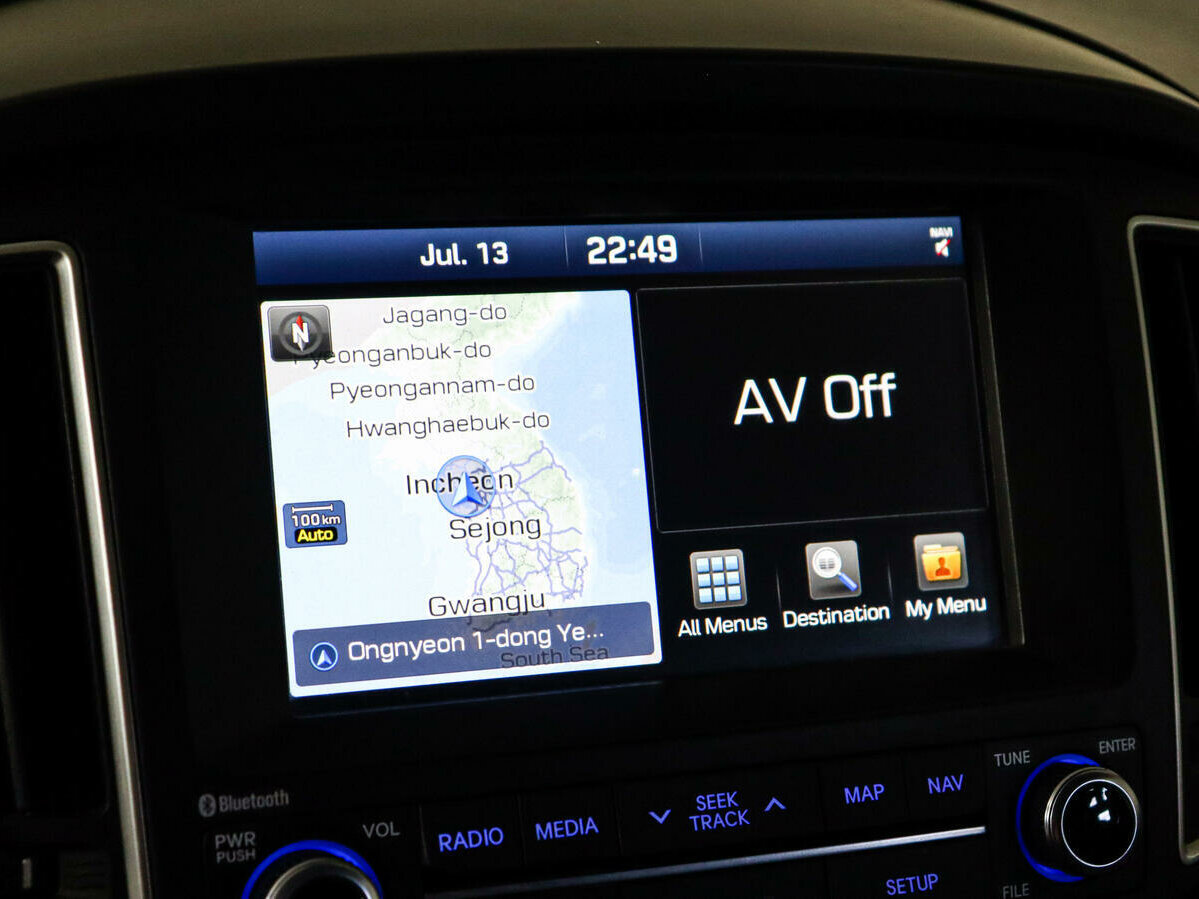 Jul. 13
22:49
NAVI
N
Jagang-do
Pyeonganbuk-do
Pyeongannam-do
Hwanghaebuk-do
Incheon
100 km
Auto
Sejong
Gwangju
Ongnyeon 1-dong Ye...
South Sea
AV Off
All Menus
Destination
My Menu
Bluetooth
PWR
PUSH
VOL
RADIO
MEDIA
SEEK
TRACK
MAP
NAV
TUNE
ENTER
SETUP
FILE